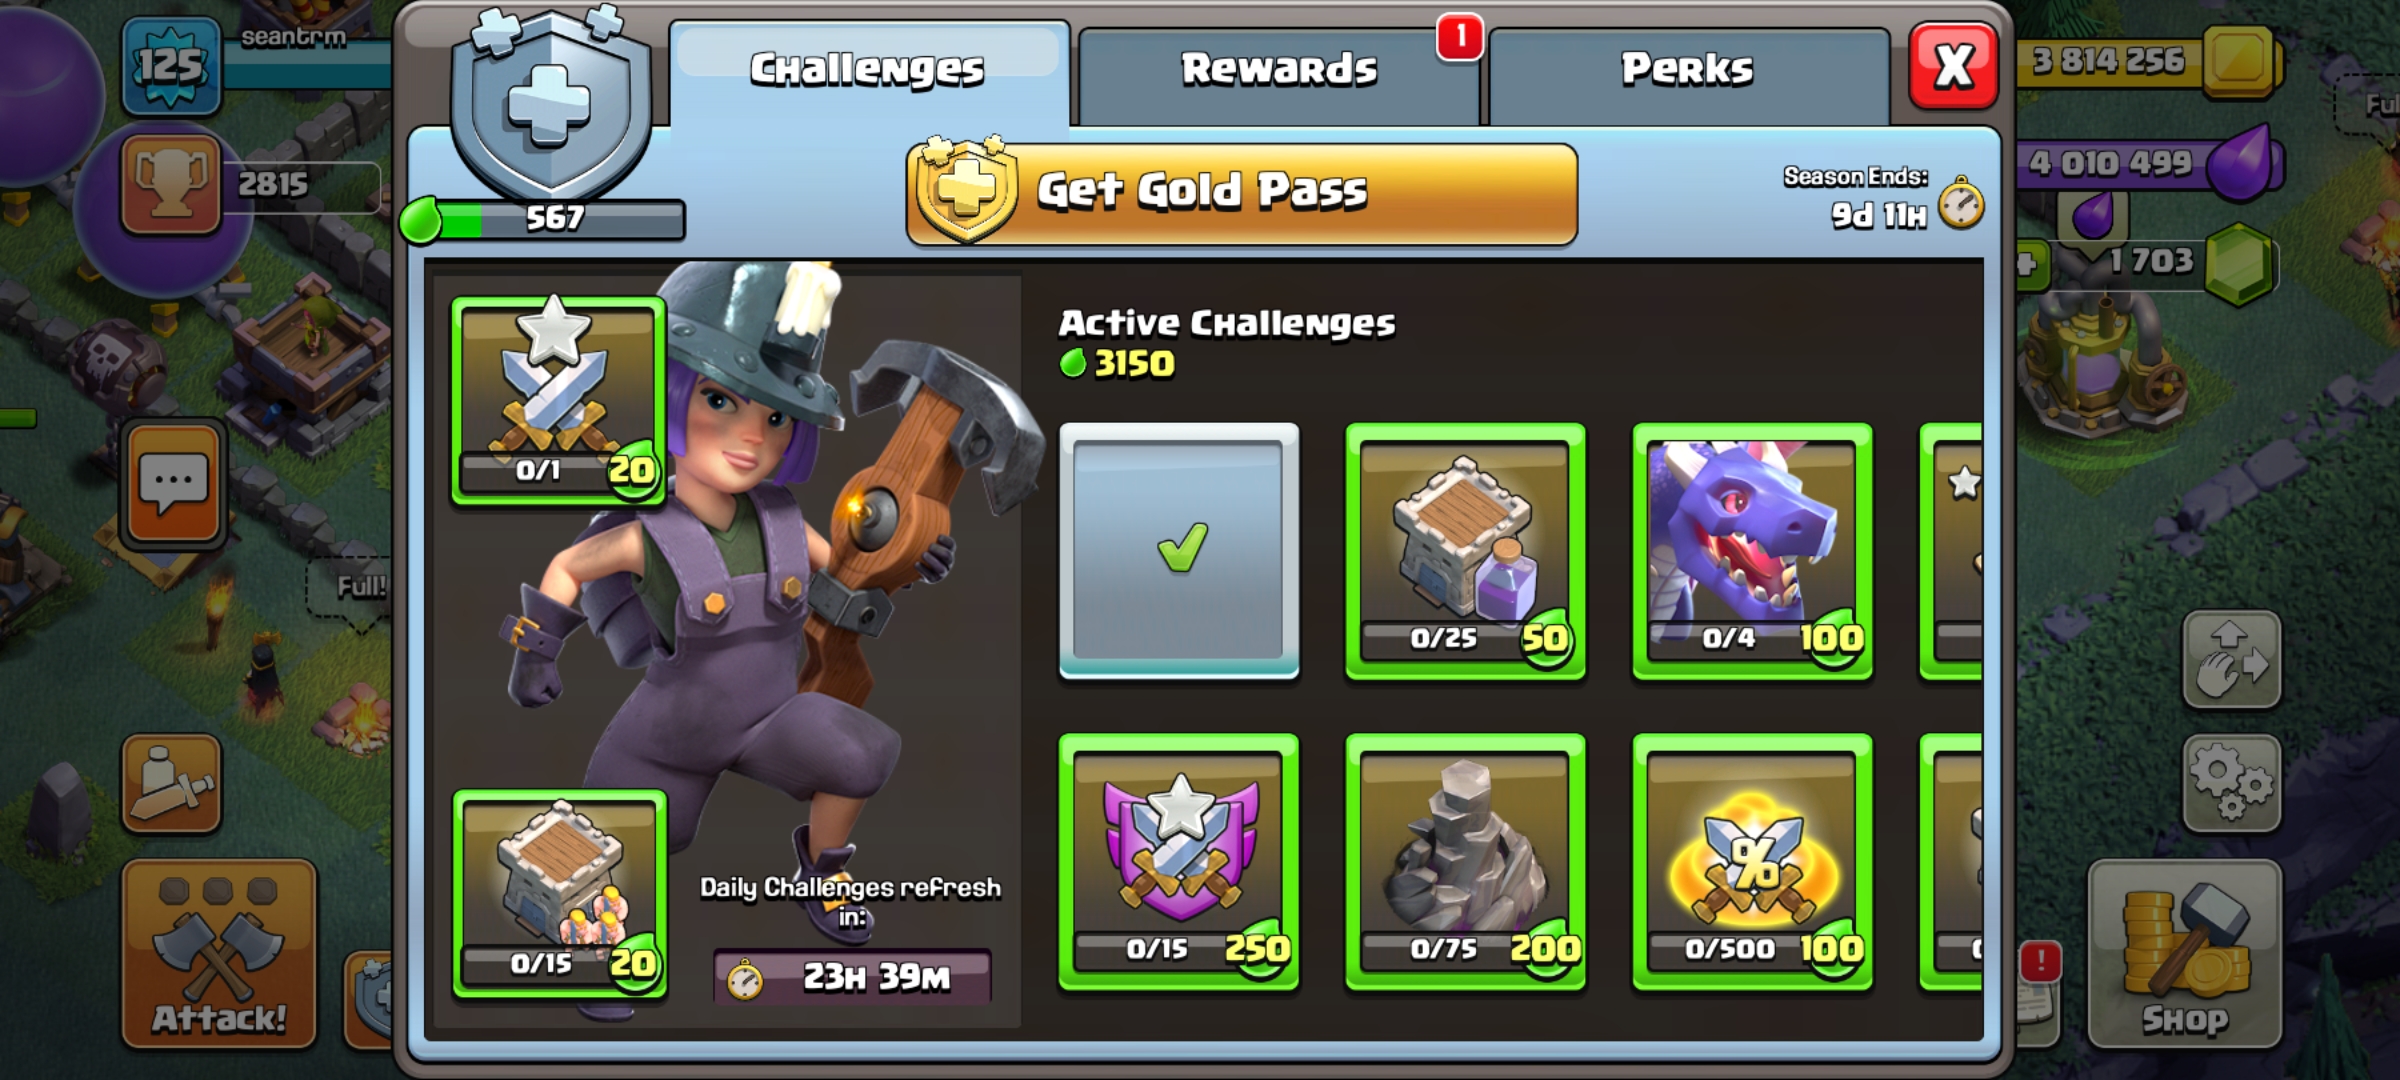 125
seantrm
2815
567
Challenges
Rewards
1
Perks
X
Get Gold Pass
Season Ends:
9d 11H
3 814 256
4 010 499
1 703
Full!
Active Challenges
3150
0/1
20
0/15
20
Daily Challenges refresh
in:
23H 39M
0/25
50
0/4
100
0/15
250
0/75
200
%
0/500
100
Attack!
!
Shop